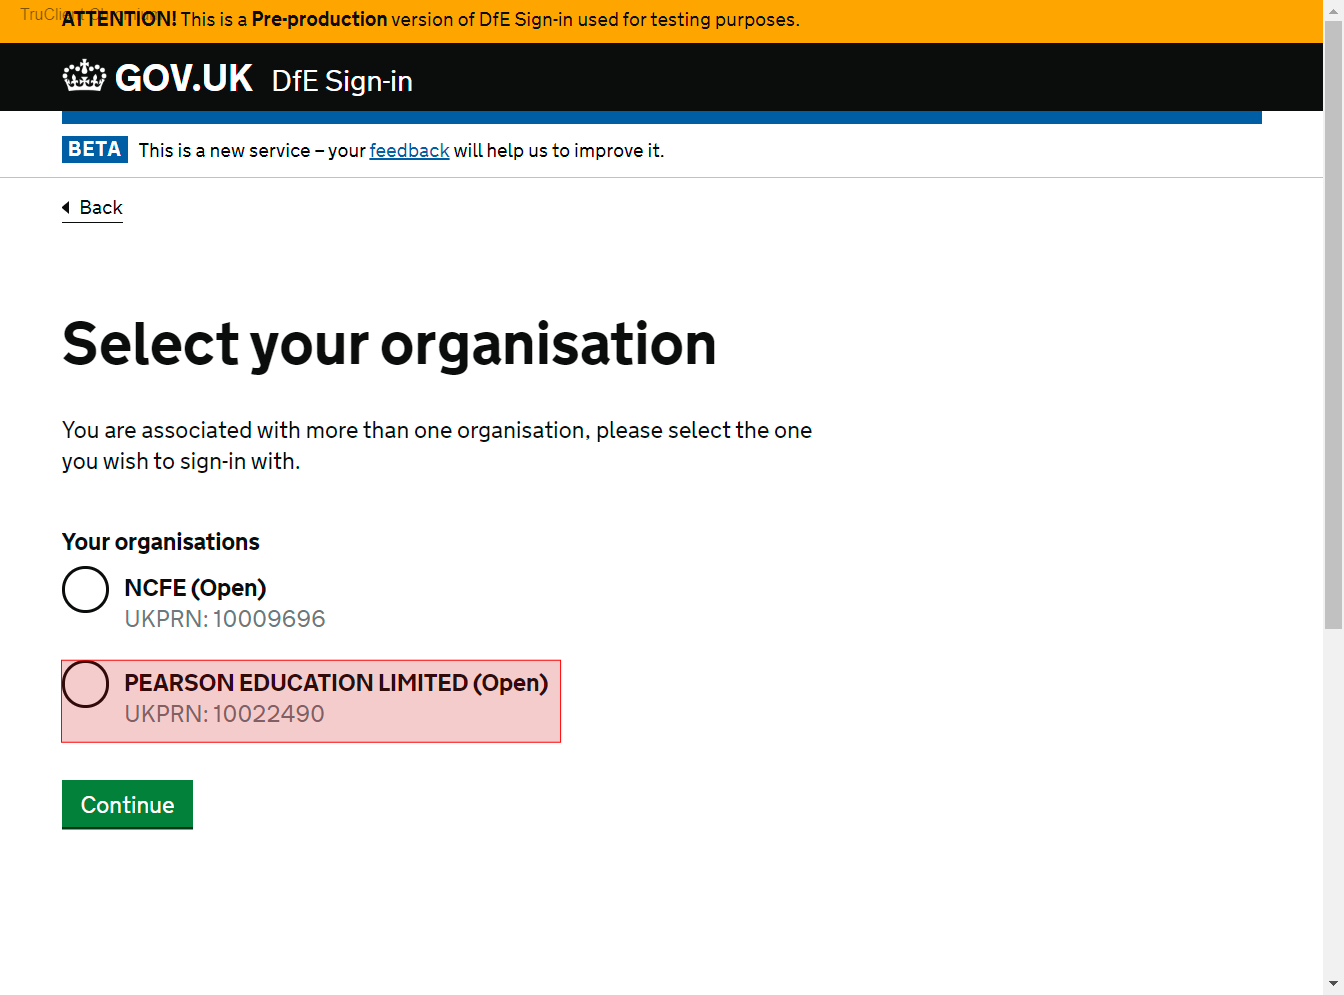 TruClient Chromium
ATTENTION! This is a Pre-production version of DfE Sign-in used for testing purposes.
GOV.UK DfE Sign-in
BETA This is a new service – your feedback will help us to improve it.
Back
Select your organisation
You are associated with more than one organisation, please select the one
you wish to sign-in with.
Your organisations
NCFE (Open)
UKPRN: 10009696
PEARSON EDUCATION LIMITED (Open)
UKPRN: 10022490
Continue